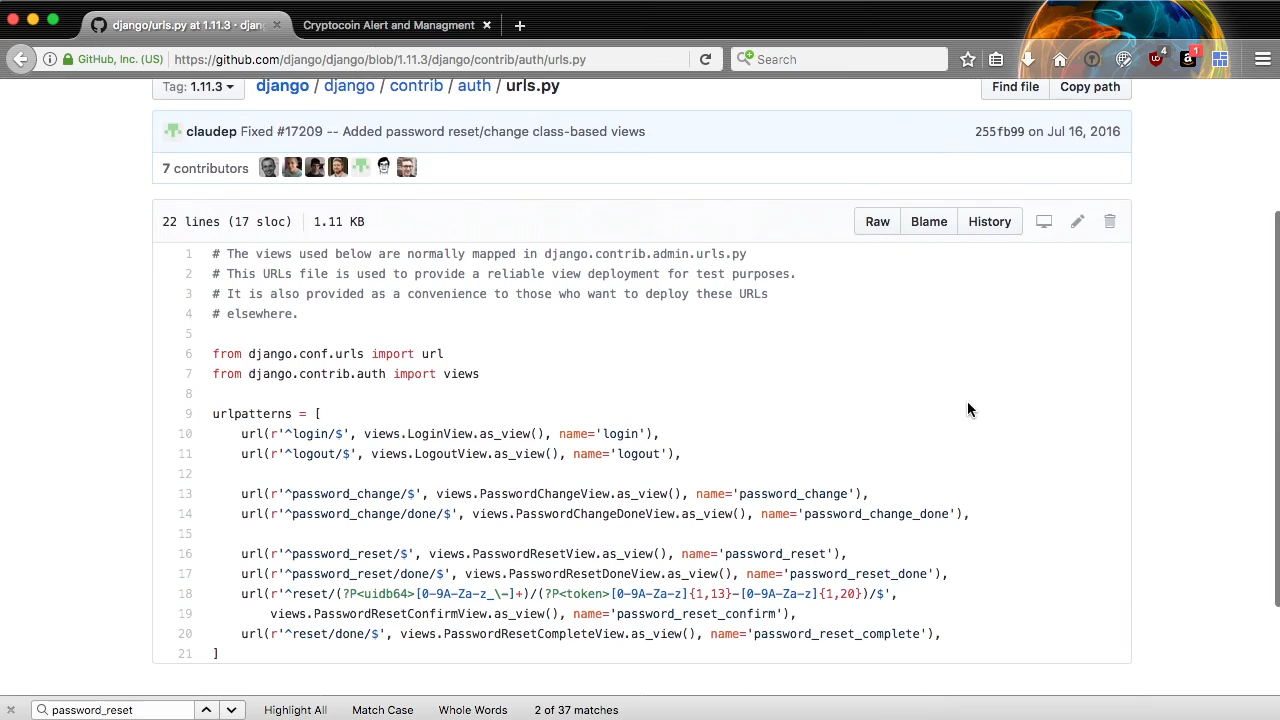 django/urls.py at 1.11.3 · djang
Cryptocoin Alert and Managment
GitHub, Inc. (US)
https://github.com/django/django/blob/1.11.3/django/contrib/auth/urls.py
Search
4
1
Tag: 1.11.3
django / django / contrib / auth / urls.py
Find file
Copy path
claudep Fixed #17209 -- Added password reset/change class-based views
255fb99 on Jul 16, 2016
7 contributors
22 lines (17 sloc)
1.11 KB
Raw
Blame
History
1 # The views used below are normally mapped in django.contrib.admin.urls.py
2 # This URLs file is used to provide a reliable view deployment for test purposes.
3 # It is also provided as a convenience to those who want to deploy these URLs
4 # elsewhere.
5
6 from django.conf.urls import url
7 from django.contrib.auth import views
8
9 urlpatterns = [
10     url(r'^login/$', views.LoginView.as_view(), name='login'),
11     url(r'^logout/$', views.LogoutView.as_view(), name='logout'),
12
13     url(r'^password_change/$', views.PasswordChangeView.as_view(), name='password_change'),
14     url(r'^password_change/done/$', views.PasswordChangeDoneView.as_view(), name='password_change_done'),
15
16     url(r'^password_reset/$', views.PasswordResetView.as_view(), name='password_reset'),
17     url(r'^password_reset/done/$', views.PasswordResetDoneView.as_view(), name='password_reset_done'),
18     url(r'^reset/(?P<uidb64>[0-9A-Za-z_\-]+)/(?P<token>[0-9A-Za-z]{1,13}-[0-9A-Za-z]{1,20})/$',
19         views.PasswordResetConfirmView.as_view(), name='password_reset_confirm'),
20     url(r'^reset/done/$', views.PasswordResetCompleteView.as_view(), name='password_reset_complete'),
21 ]
password_reset
Highlight All
Match Case
Whole Words
2 of 37 matches